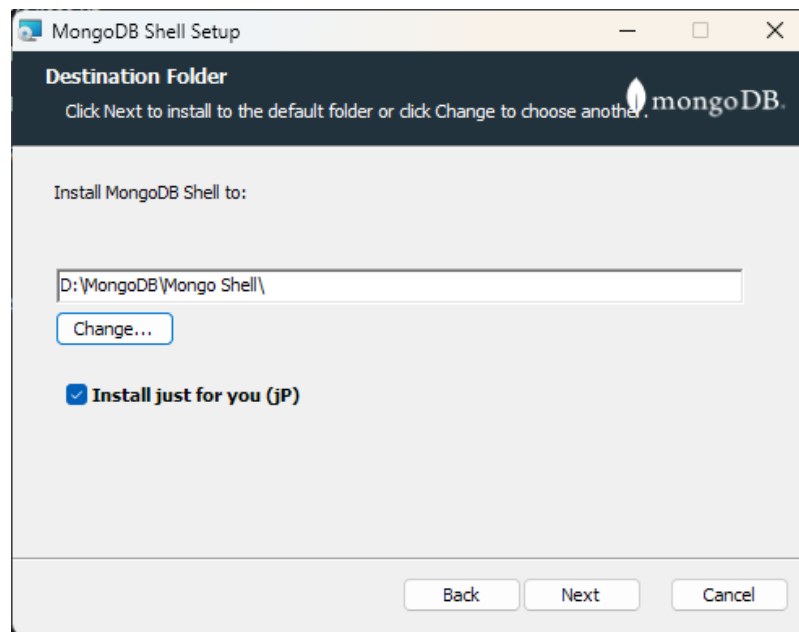 MongoDB Shell Setup
Destination Folder
Click Next to install to the default folder or click Change to choose another.
mongoDB.
Install MongoDB Shell to:
D:\MongoDB\Mongo Shell\
Change...
Install just for you (jP)
Back
Next
Cancel